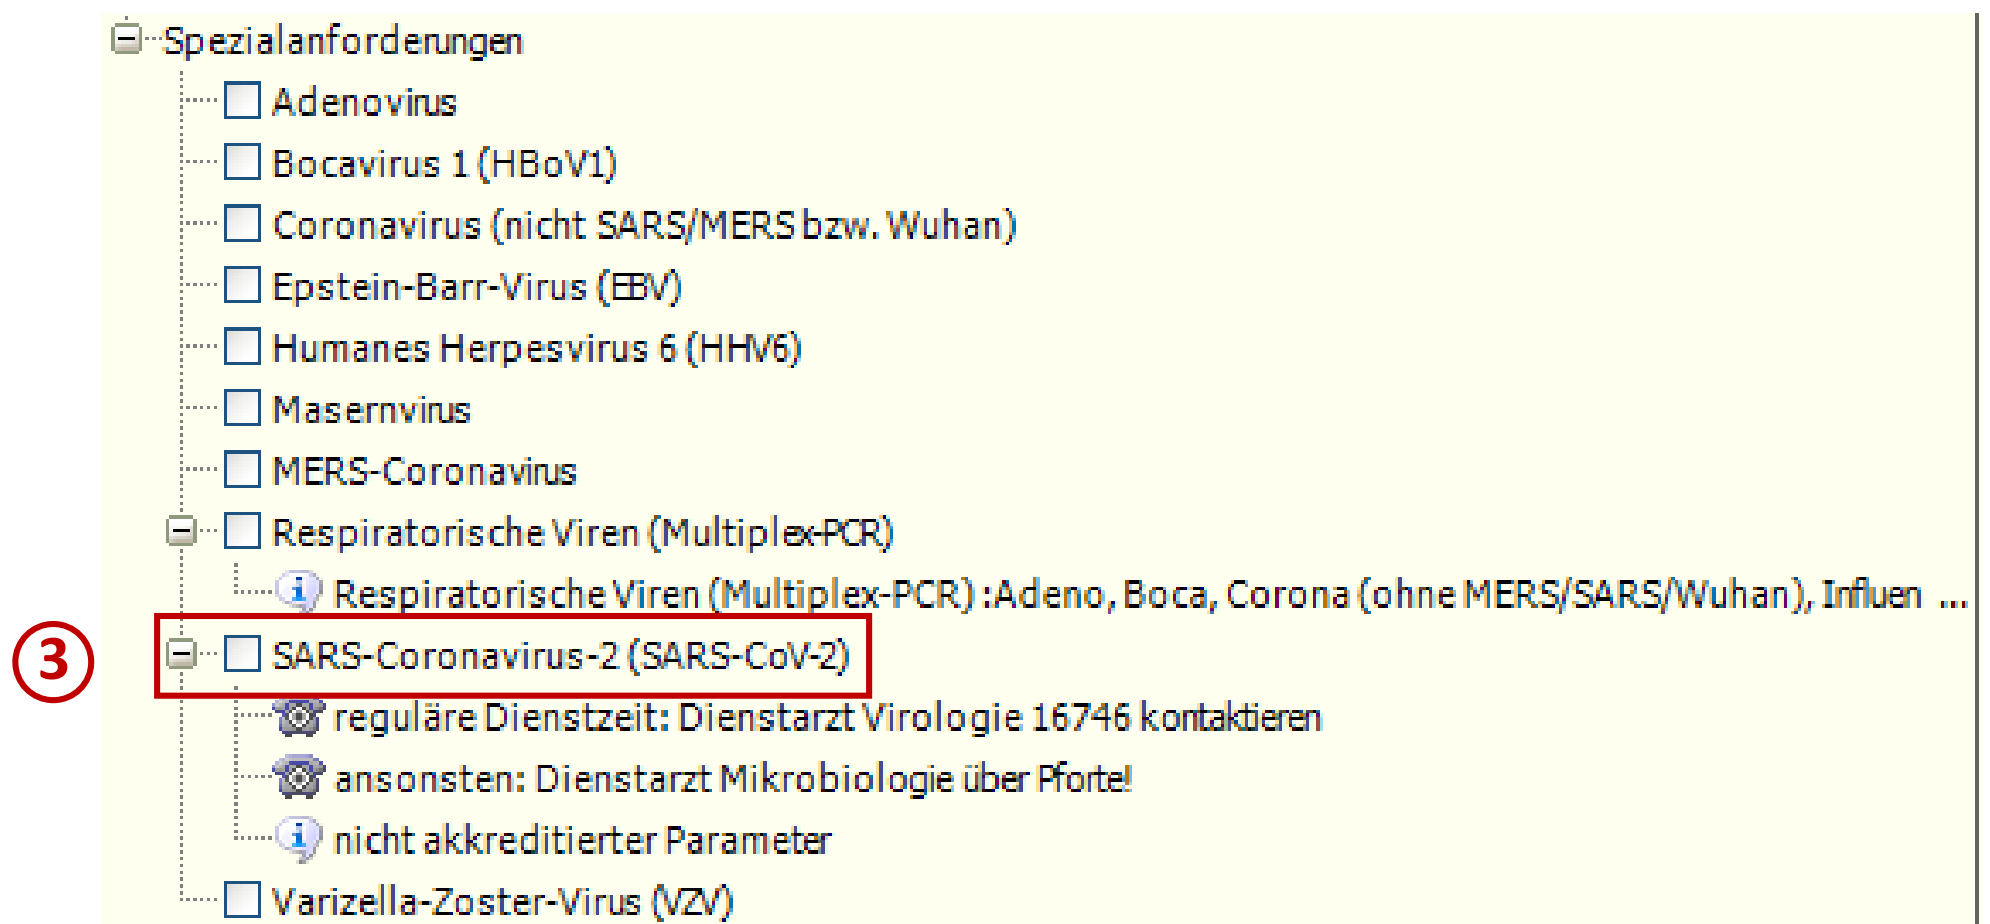 Spezialanforderungen
Adenovirus
Bocavirus 1 (HBoV1)
Coronavirus (nicht SARS/MERS bzw. Wuhan)
Epstein-Barr-Virus (EBV)
Humanes Herpesvirus 6 (HHV6)
Masernvirus
MERS-Coronavirus
Respiratorische Viren (Multiplex-PCR)
Respiratorische Viren (Multiplex-PCR) :Adeno, Boca, Corona (ohne MERS/SARS/Wuhan), Influen ...
3 SARS-Coronavirus-2 (SARS-CoV-2)
reguläre Dienstzeit: Dienstarzt Virologie 16746 kontaktieren
ansonsten: Dienstarzt Mikrobiologie über Pforte!
nicht akkreditierter Parameter
Varizella-Zoster-Virus (VZV)